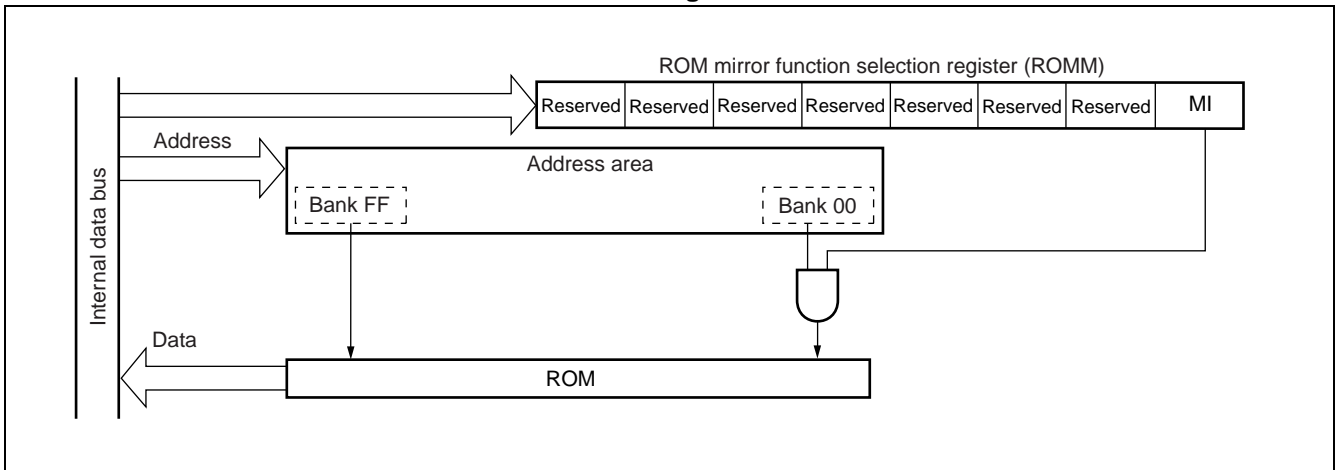 ROM mirror function selection register (ROMM)
Reserved Reserved Reserved Reserved Reserved Reserved Reserved MI
Address
Address area
Bank FF Bank 00
Internal data bus
Data
ROM